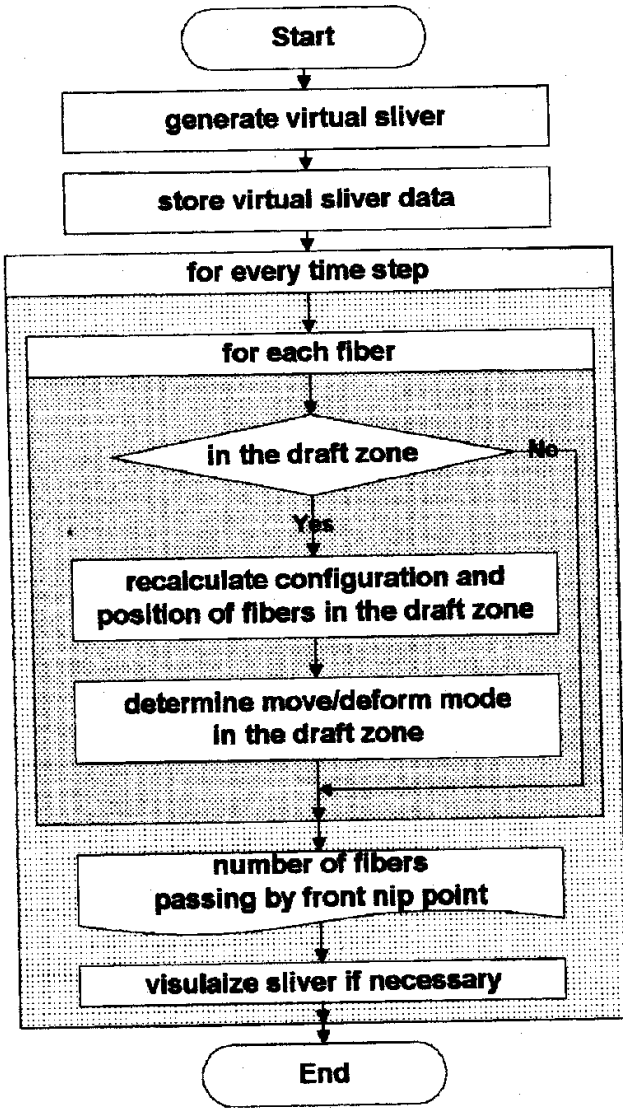 Start
generate virtual sliver
store virtual sliver data
for every time step
for each fiber
in the draft zone
No
Yes
recalculate configuration and
position of fibers in the draft zone
determine move/deform mode
in the draft zone
number of fibers
passing by front nip point
visulaize sliver if necessary
End